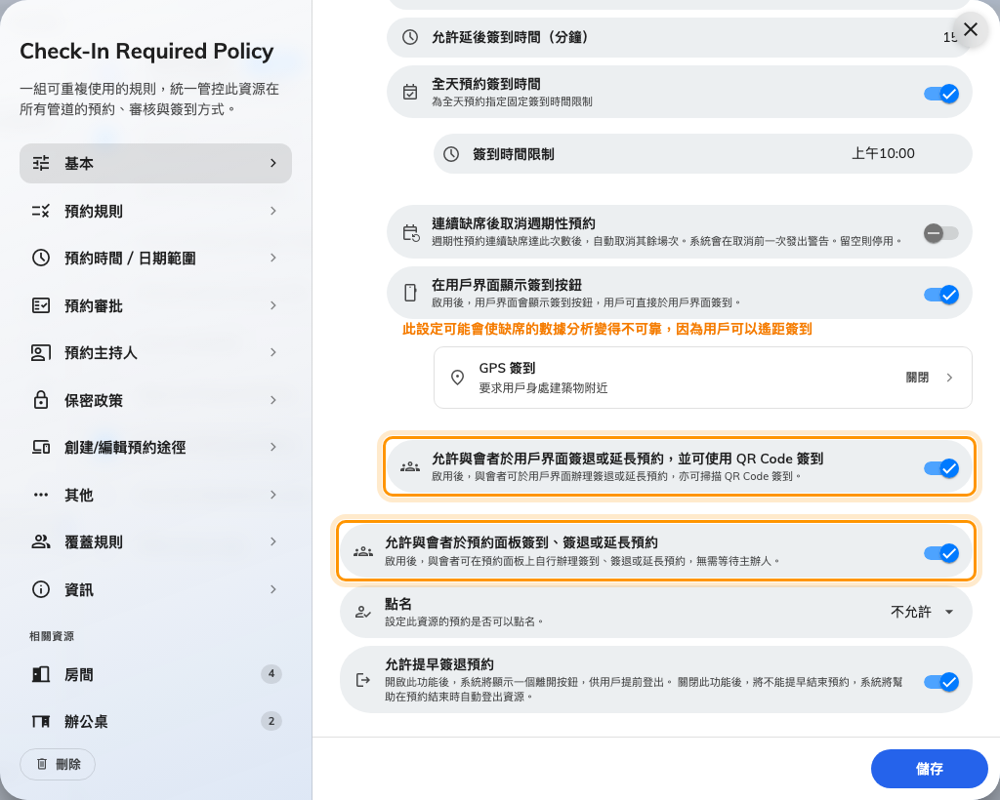 Check-In Required Policy
一組可重複使用的規則，統一管控此資源在
所有管道的預約、審核與簽到方式。
基本
預約規則
預約時間 / 日期範圍
預約審批
預約主持人
保密政策
創建/編輯預約途徑
其他
覆蓋規則
資訊
相關資源
房間 4
辦公桌 2
刪除
允許延後簽到時間（分鐘） 15
全天預約簽到時間
為全天預約指定固定簽到時間限制
簽到時間限制 上午10:00
連續缺席後取消週期性預約
週期性預約連續缺席達此次數後，自動取消其餘場次。系統會在取消前一次發出警告。留空則停用。
在用戶界面顯示簽到按鈕
啟用後，用戶界面會顯示簽到按鈕，用戶可直接於用戶界面簽到。
此設定可能會使缺席的數據分析變得不可靠，因為用戶可以遙距簽到
GPS 簽到
要求用戶身處建築物附近
關閉
允許與會者於用戶界面簽退或延長預約，並可使用 QR Code 簽到
啟用後，與會者可於用戶界面辦理簽退或延長預約，亦可掃描 QR Code 簽到。
允許與會者於預約面板簽到、簽退或延長預約
啟用後，與會者可在預約面板上自行辦理簽到、簽退或延長預約，無需等待主辦人。
點名
設定此資源的預約是否可以點名。
不允許
允許提早簽退預約
開啟此功能後，系統將顯示一個離開按鈕，供用戶提前登出。 關閉此功能後，將不能提早結束預約，系統將幫
助在預約結束時自動登出資源。
儲存